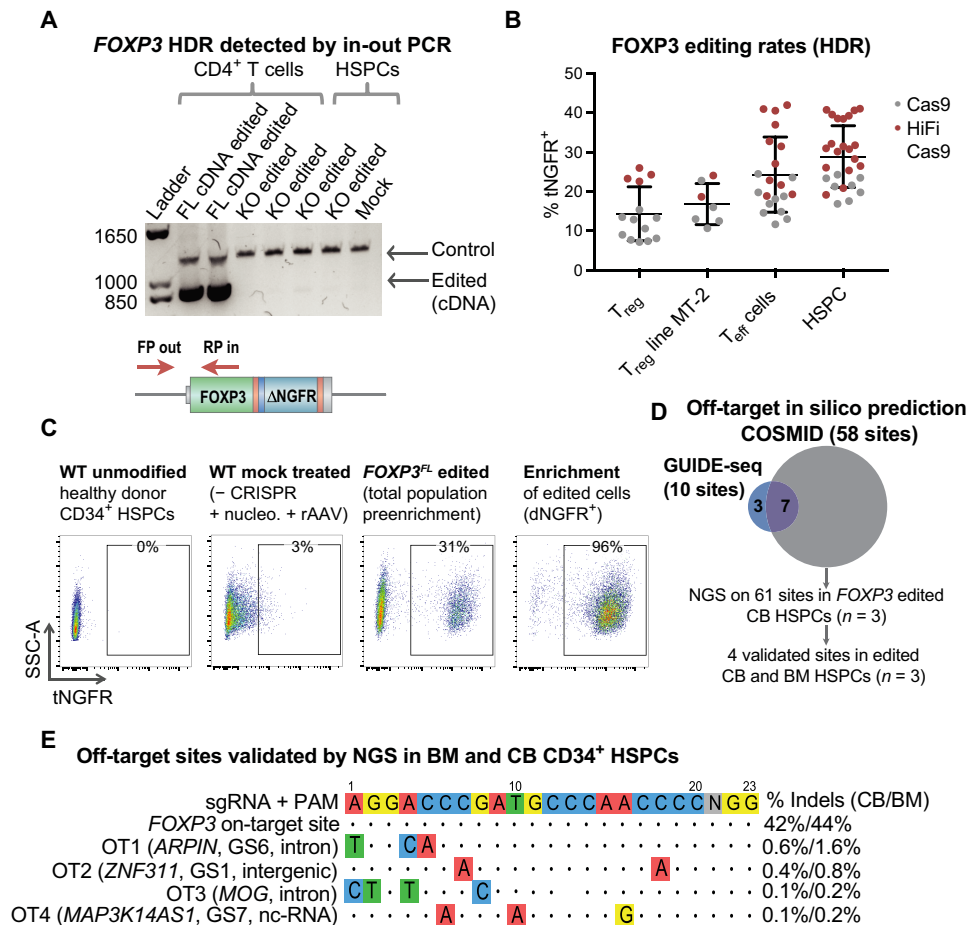 A
FOXP3 HDR detected by in-out PCR
CD4+ T cells
HSPCs
Ladder
FL cDNA edited
FL cDNA edited
KO edited
KO edited
KO edited
KO edited
Mock
1650
1000
850
Control
Edited
(cDNA)
FP out
RP in
FOXP3
ΔNGFR
B
FOXP3 editing rates (HDR)
% tNGFR+
50
40
30
20
10
0
Treg
Treg line MT-2
Teff cells
HSPC
Cas9
HiFi
Cas9
C
WT unmodified
healthy donor
CD34+ HSPCs
WT mock treated
(− CRISPR
+ nucleo. + rAAV)
FOXP3FL edited
(total population
preenrichment)
Enrichment
of edited cells
(dNGFR+)
0%
3%
31%
96%
SSC-A
tNGFR
D
Off-target in silico prediction
COSMID (58 sites)
GUIDE-seq
(10 sites)
3
7
NGS on 61 sites in FOXP3 edited
CB HSPCs (n = 3)
4 validated sites in edited
CB and BM HSPCs (n = 3)
E
Off-target sites validated by NGS in BM and CB CD34+ HSPCs
1 10 20 23
sgRNA + PAM A G G A C C C G A T G C C C A A C C C C N G G % Indels (CB/BM)
FOXP3 on-target site . . . . . . . . . . . . . . . . . . . . . . . 42%/44%
OT1 (ARPIN, GS6, intron) T . . C A . . . . . . . . . . . . . . . . . . 0.6%/1.6%
OT2 (ZNF311, GS1, intergenic) . . . . . . A . . . . . . . . . . . A . . . . 0.4%/0.8%
OT3 (MOG, intron) C T . T . . . C . . . . . . . . . . . . . . . 0.1%/0.2%
OT4 (MAP3K14AS1, GS7, nc-RNA) . . . . . A . . . A . . . . . . G . . . . . . 0.1%/0.2%